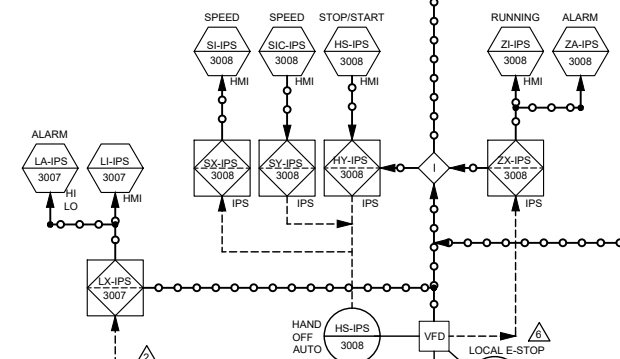 SPEED
SPEED
STOP/START
RUNNING
ALARM
SI-IPS
3008
HMI
SIC-IPS
3008
HMI
HS-IPS
3008
HMI
ZI-IPS
3008
HMI
ZA-IPS
3008
ALARM
LA-IPS
3007
HI
LO
LI-IPS
3007
HMI
SX-IPS
3008
IPS
SY-IPS
3008
IPS
HY-IPS
3008
IPS
I
ZX-IPS
3008
IPS
LX-IPS
3007
HAND
OFF
AUTO
HS-IPS
3008
VFD
6
LOCAL E-STOP
2